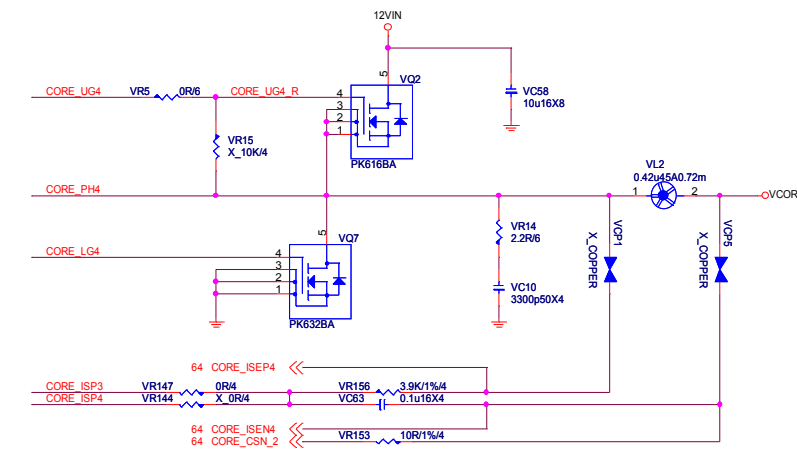 12VIN
5
VQ2
CORE_UG4 VR5 0R/6 CORE_UG4_R 4
3
2
1
VC58
10u16X8
VR15
X_10K/4
PK616BA
VL2
0.42u45A0.72m
CORE_PH4 1 2 VCOR
VCP1
X_COPPER
VCP5
X_COPPER
VR14
2.2R/6
5
VQ7
CORE_LG4 4
3
2
1
VC10
3300p50X4
PK632BA
64 CORE_ISEP4
CORE_ISP3 VR147 0R/4 VR156 3.9K/1%/4
CORE_ISP4 VR144 X_0R/4 VC63 0.1u16X4
64 CORE_ISEN4
64 CORE_CSN_2 VR153 10R/1%/4